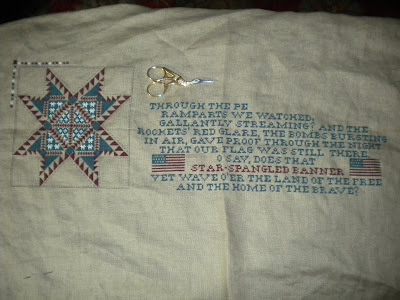 THROUGH THE PE
RAMPARTS WE WATCHED,
GALLANTLY STREAMING? AND THE
ROCKETS' RED GLARE, THE BOMBS BURSTING
IN AIR, GAVE PROOF THROUGH THE NIGHT
THAT OUR FLAG WAS STILL THERE.
O SAY, DOES THAT
STAR-SPANGLED BANNER
YET WAVE O'ER THE LAND OF THE FREE
AND THE HOME OF THE BRAVE?